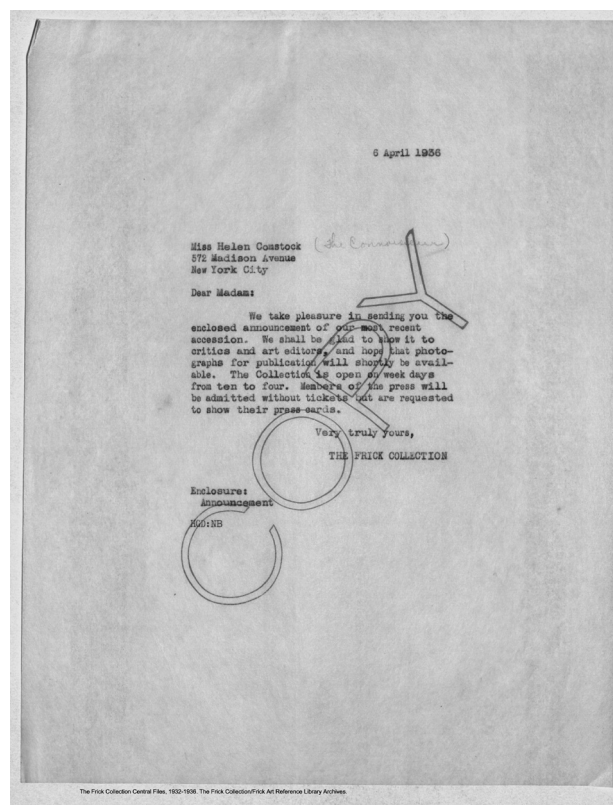 6 April 1936
Miss Helen Comstock (The Connoisseur)
572 Madison Avenue
New York City
Dear Madam:
We take pleasure in sending you the
enclosed announcement of our most recent
accession. We shall be glad to show it to
critics and art editors, and hope that photo-
graphs for publication will shortly be avail-
able. The Collection is open on week days
from ten to four. Members of the press will
be admitted without tickets but are requested
to show their press cards.
Very truly yours,
THE FRICK COLLECTION
Enclosure:
Announcement
HGD:NB
COPY
The Frick Collection Central Files, 1932-1936. The Frick Collection/Frick Art Reference Library Archives.